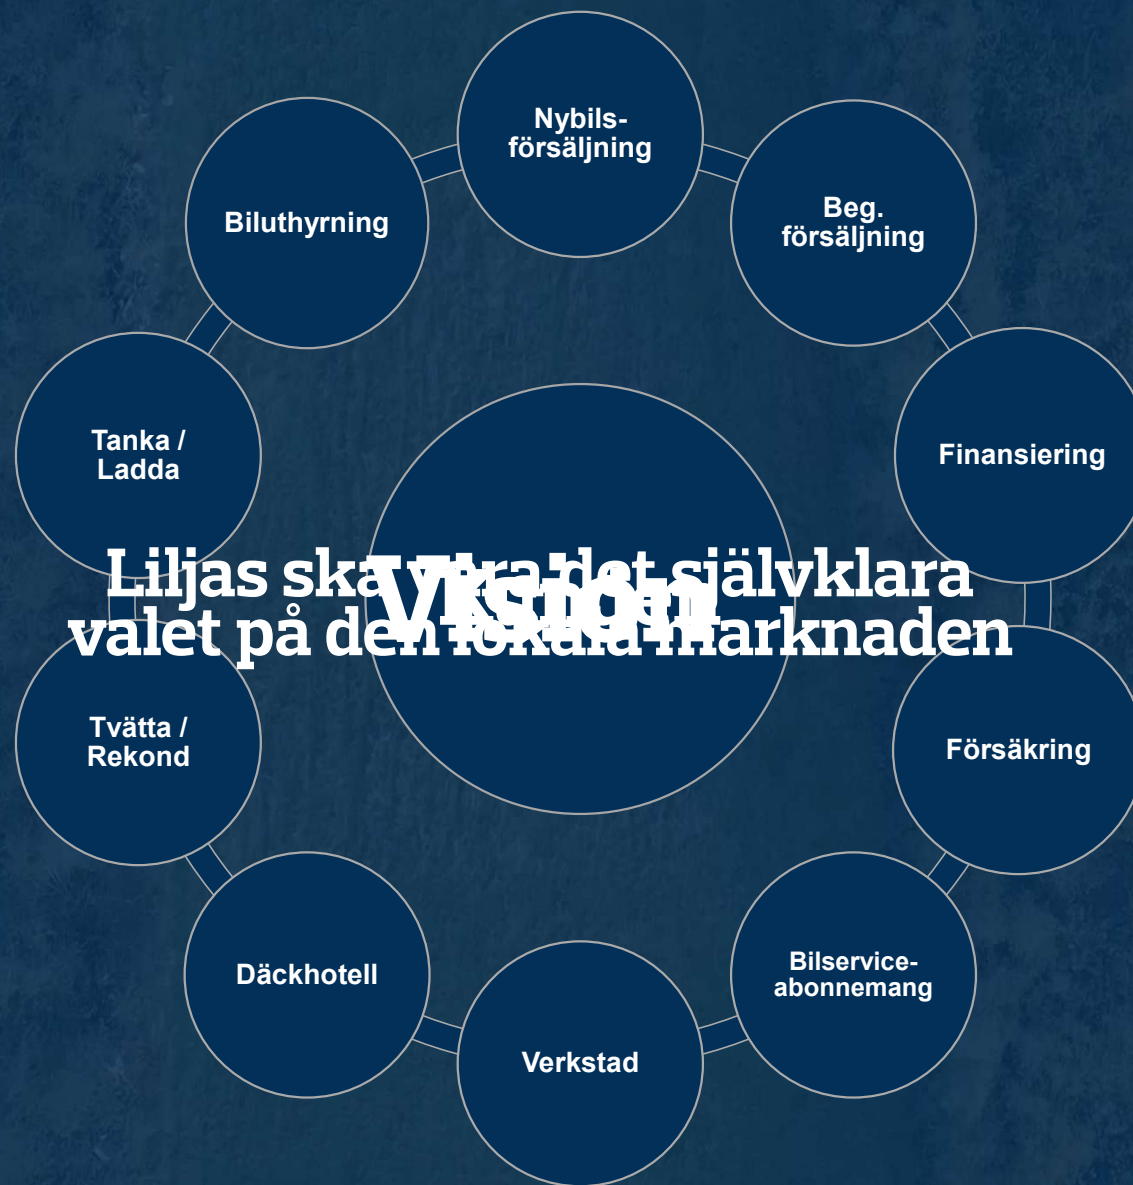 Nybils-
försäljning
Beg.
försäljning
Biluthyrning
Tanka /
Ladda
Finansiering
Liljas ska vara det självklara
valet på den lokala marknaden
Vision
Tvätta /
Rekond
Försäkring
Däckhotell
Bilservice-
abonnemang
Verkstad